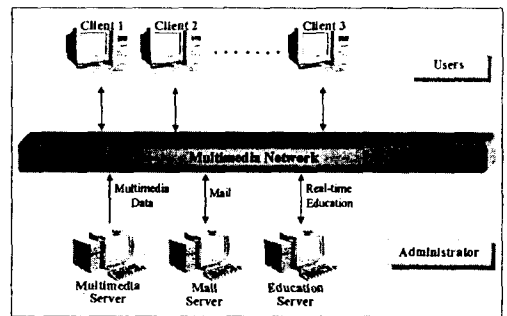 Client 1 Client 2 Client 3
Users
Multimedia Network
Multimedia
Data
Mail
Real-time
Education
Administrator
Multimedia
Server
Mail
Server
Education
Server